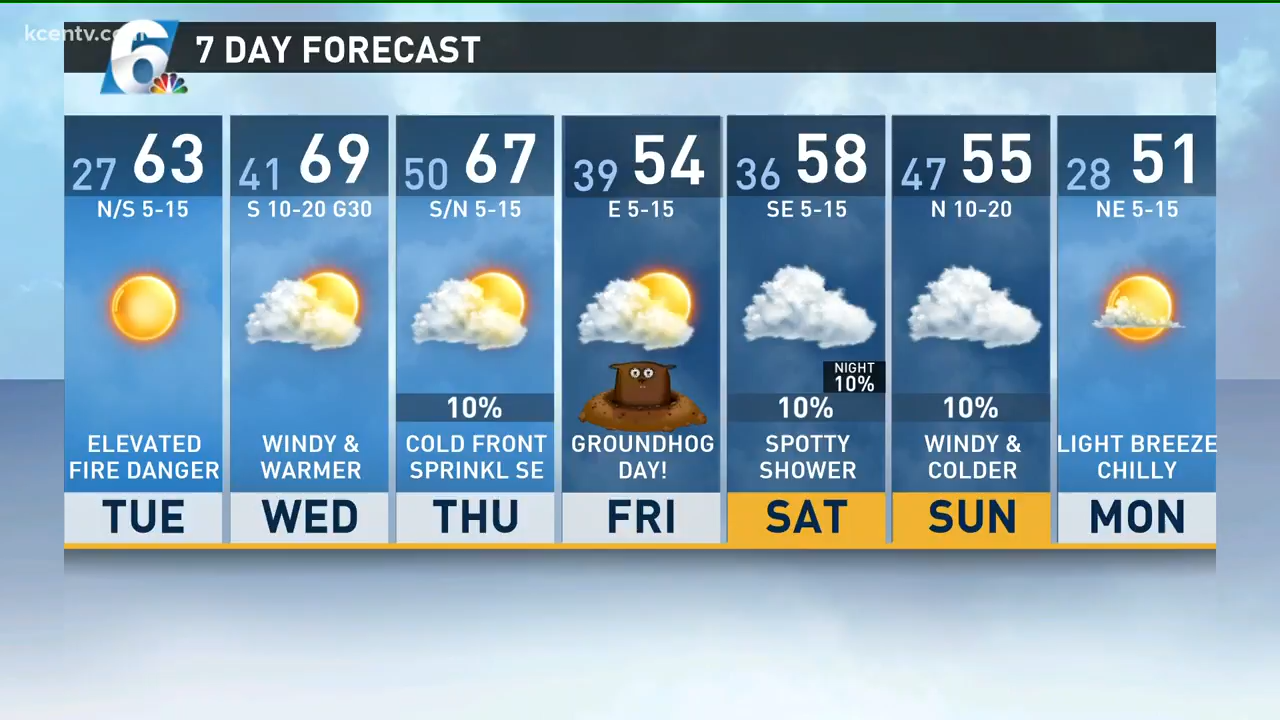 kcentv.com
6
7 DAY FORECAST
27 63
N/S 5-15
ELEVATED
FIRE DANGER
TUE
41 69
S 10-20 G30
WINDY &
WARMER
WED
50 67
S/N 5-15
10%
COLD FRONT
SPRINKL SE
THU
39 54
E 5-15
GROUNDHOG
DAY!
FRI
36 58
SE 5-15
NIGHT
10%
10%
SPOTTY
SHOWER
SAT
47 55
N 10-20
10%
WINDY &
COLDER
SUN
28 51
NE 5-15
LIGHT BREEZE
CHILLY
MON